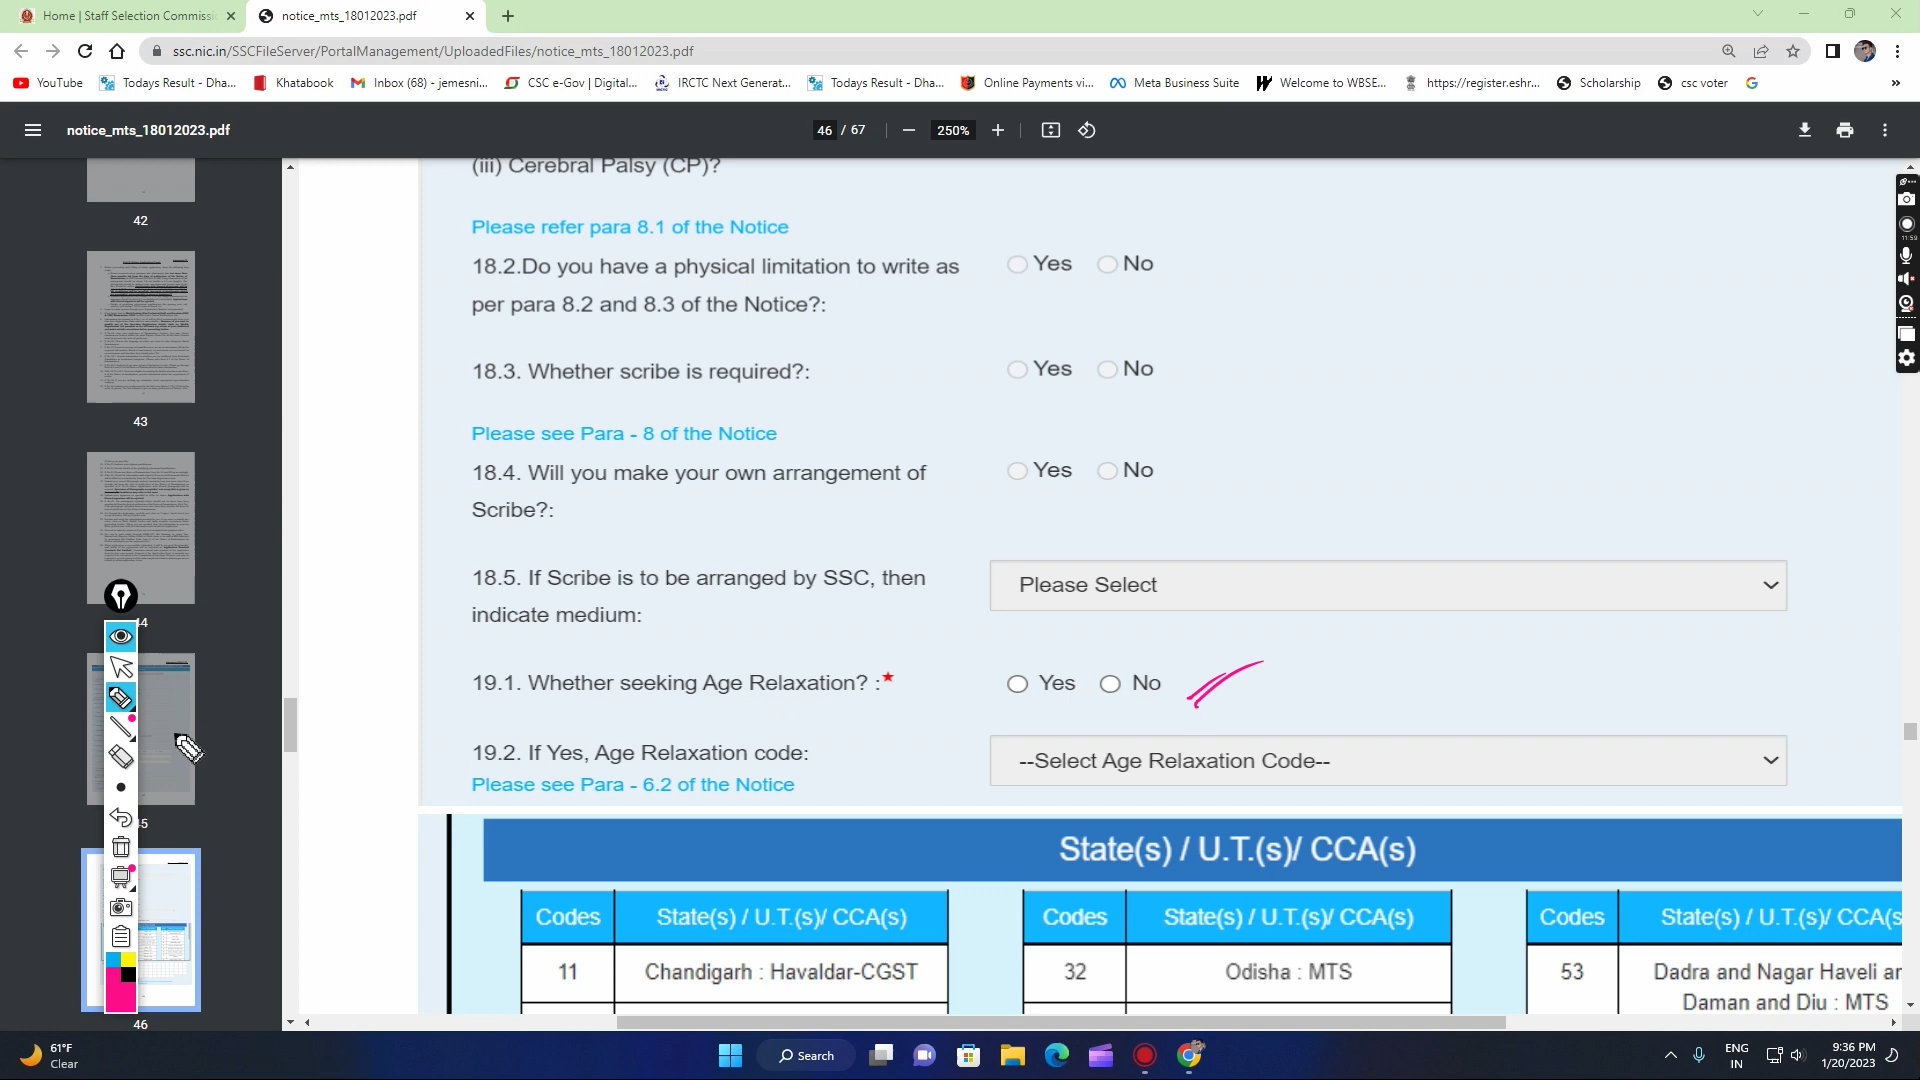 Home | Staff Selection Commissi
notice_mts_18012023.pdf
ssc.nic.in/SSCFileServer/PortalManagement/UploadedFiles/notice_mts_18012023.pdf
YouTube
Todays Result - Dha...
Khatabook
Inbox (68) - jemesni...
CSC e-Gov | Digital...
IRCTC Next Generat...
Todays Result - Dha...
Online Payments vi...
Meta Business Suite
Welcome to WBSE...
https://register.eshr...
Scholarship
csc voter
»
notice_mts_18012023.pdf
46 / 67
250%
(iii) Cerebral Palsy (CP)?
Please refer para 8.1 of the Notice
18.2.Do you have a physical limitation to write as Yes No
per para 8.2 and 8.3 of the Notice?:
18.3. Whether scribe is required?: Yes No
Please see Para - 8 of the Notice
18.4. Will you make your own arrangement of Yes No
Scribe?:
18.5. If Scribe is to be arranged by SSC, then Please Select
indicate medium:
19.1. Whether seeking Age Relaxation? :* Yes No
19.2. If Yes, Age Relaxation code: --Select Age Relaxation Code--
Please see Para - 6.2 of the Notice
State(s) / U.T.(s)/ CCA(s)
Codes State(s) / U.T.(s)/ CCA(s) Codes State(s) / U.T.(s)/ CCA(s) Codes State(s) / U.T.(s)/ CCA(s
11 Chandigarh : Havaldar-CGST 32 Odisha : MTS 53 Dadra and Nagar Haveli ar
Daman and Diu : MTS
42
43
44
45
46
11:59
61°F
Clear
Search
ENG
IN
9:36 PM
1/20/2023